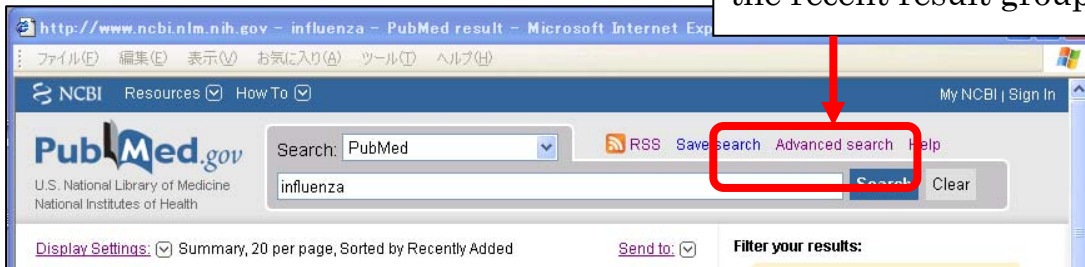 the recent result group
http://www.ncbi.nlm.nih.gov - influenza - PubMed result - Microsoft Internet Exp
ファイル(F) 編集(E) 表示(V) お気に入り(A) ツール(T) ヘルプ(H)
NCBI Resources How To My NCBI | Sign In
PubMed.gov
U.S. National Library of Medicine
National Institutes of Health
Search: PubMed
RSS Save search Advanced search Help
influenza
Search Clear
Display Settings: Summary, 20 per page, Sorted by Recently Added Send to: Filter your results: